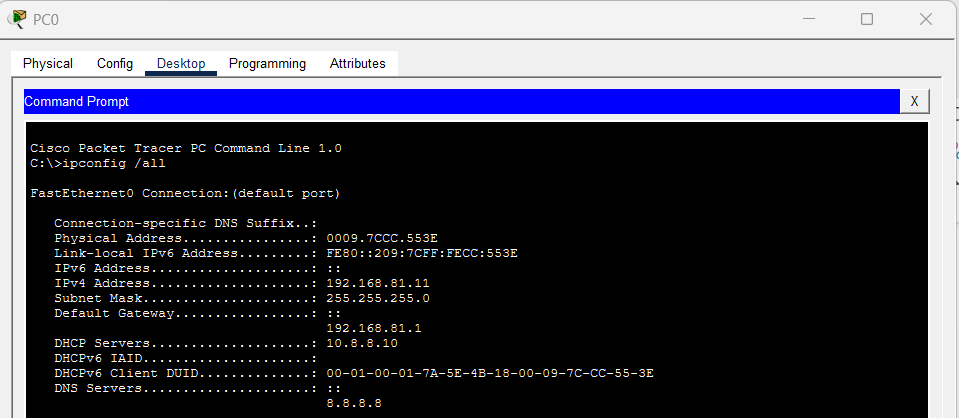 PC0
Physical Config Desktop Programming Attributes
Command Prompt X
Cisco Packet Tracer PC Command Line 1.0
C:\>ipconfig /all
FastEthernet0 Connection:(default port)
Connection-specific DNS Suffix..:
Physical Address................: 0009.7CCC.553E
Link-local IPv6 Address.........: FE80::209:7CFF:FECC:553E
IPv6 Address....................: ::
IPv4 Address....................: 192.168.81.11
Subnet Mask.....................: 255.255.255.0
Default Gateway.................: ::
192.168.81.1
DHCP Servers....................: 10.8.8.10
DHCPv6 IAID.....................:
DHCPv6 Client DUID..............: 00-01-00-01-7A-5E-4B-18-00-09-7C-CC-55-3E
DNS Servers.....................: ::
8.8.8.8